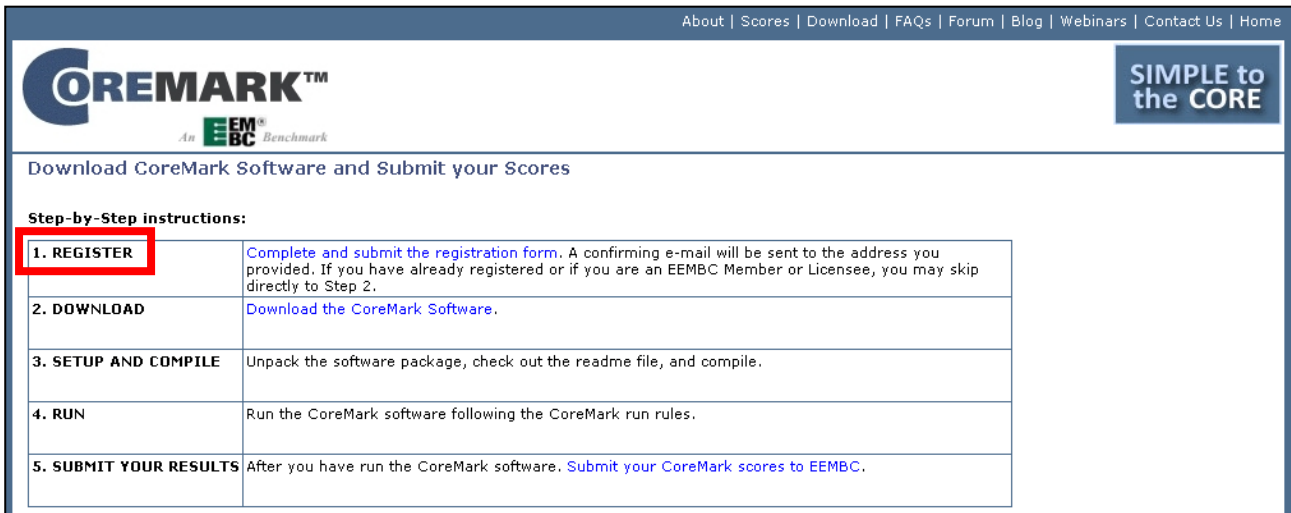 About | Scores | Download | FAQs | Forum | Blog | Webinars | Contact Us | Home
COREMARK™
An EEMBC® Benchmark
SIMPLE to
the CORE
Download CoreMark Software and Submit your Scores
Step-by-Step instructions:
1. REGISTER
Complete and submit the registration form. A confirming e-mail will be sent to the address you
provided. If you have already registered or if you are an EEMBC Member or Licensee, you may skip
directly to Step 2.
2. DOWNLOAD
Download the CoreMark Software.
3. SETUP AND COMPILE
Unpack the software package, check out the readme file, and compile.
4. RUN
Run the CoreMark software following the CoreMark run rules.
5. SUBMIT YOUR RESULTS
After you have run the CoreMark software. Submit your CoreMark scores to EEMBC.